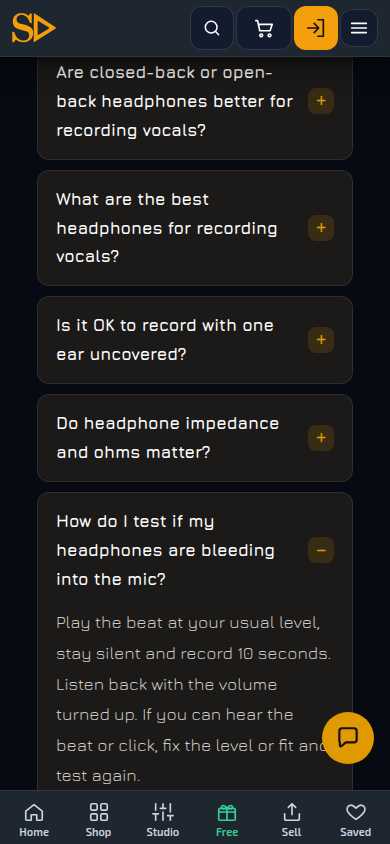 Are closed-back or open-
back headphones better for
recording vocals?
+
What are the best
headphones for recording
vocals?
+
Is it OK to record with one
ear uncovered?
+
Do headphone impedance
and ohms matter?
+
How do I test if my
headphones are bleeding
into the mic?
−
Play the beat at your usual level,
stay silent and record 10 seconds.
Listen back with the volume
turned up. If you can hear the
beat or click, fix the level or fit and
test again.
Home Shop Studio Free Sell Saved